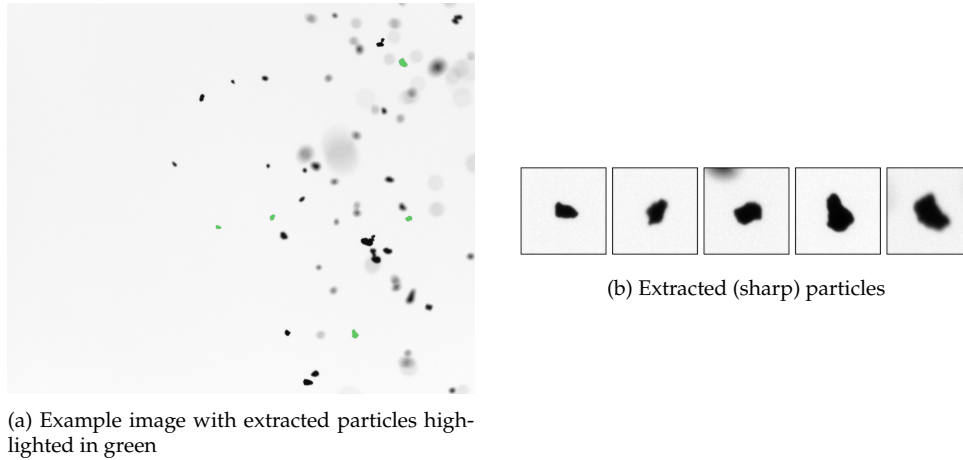 (b) Extracted (sharp) particles
(a) Example image with extracted particles high-
lighted in green